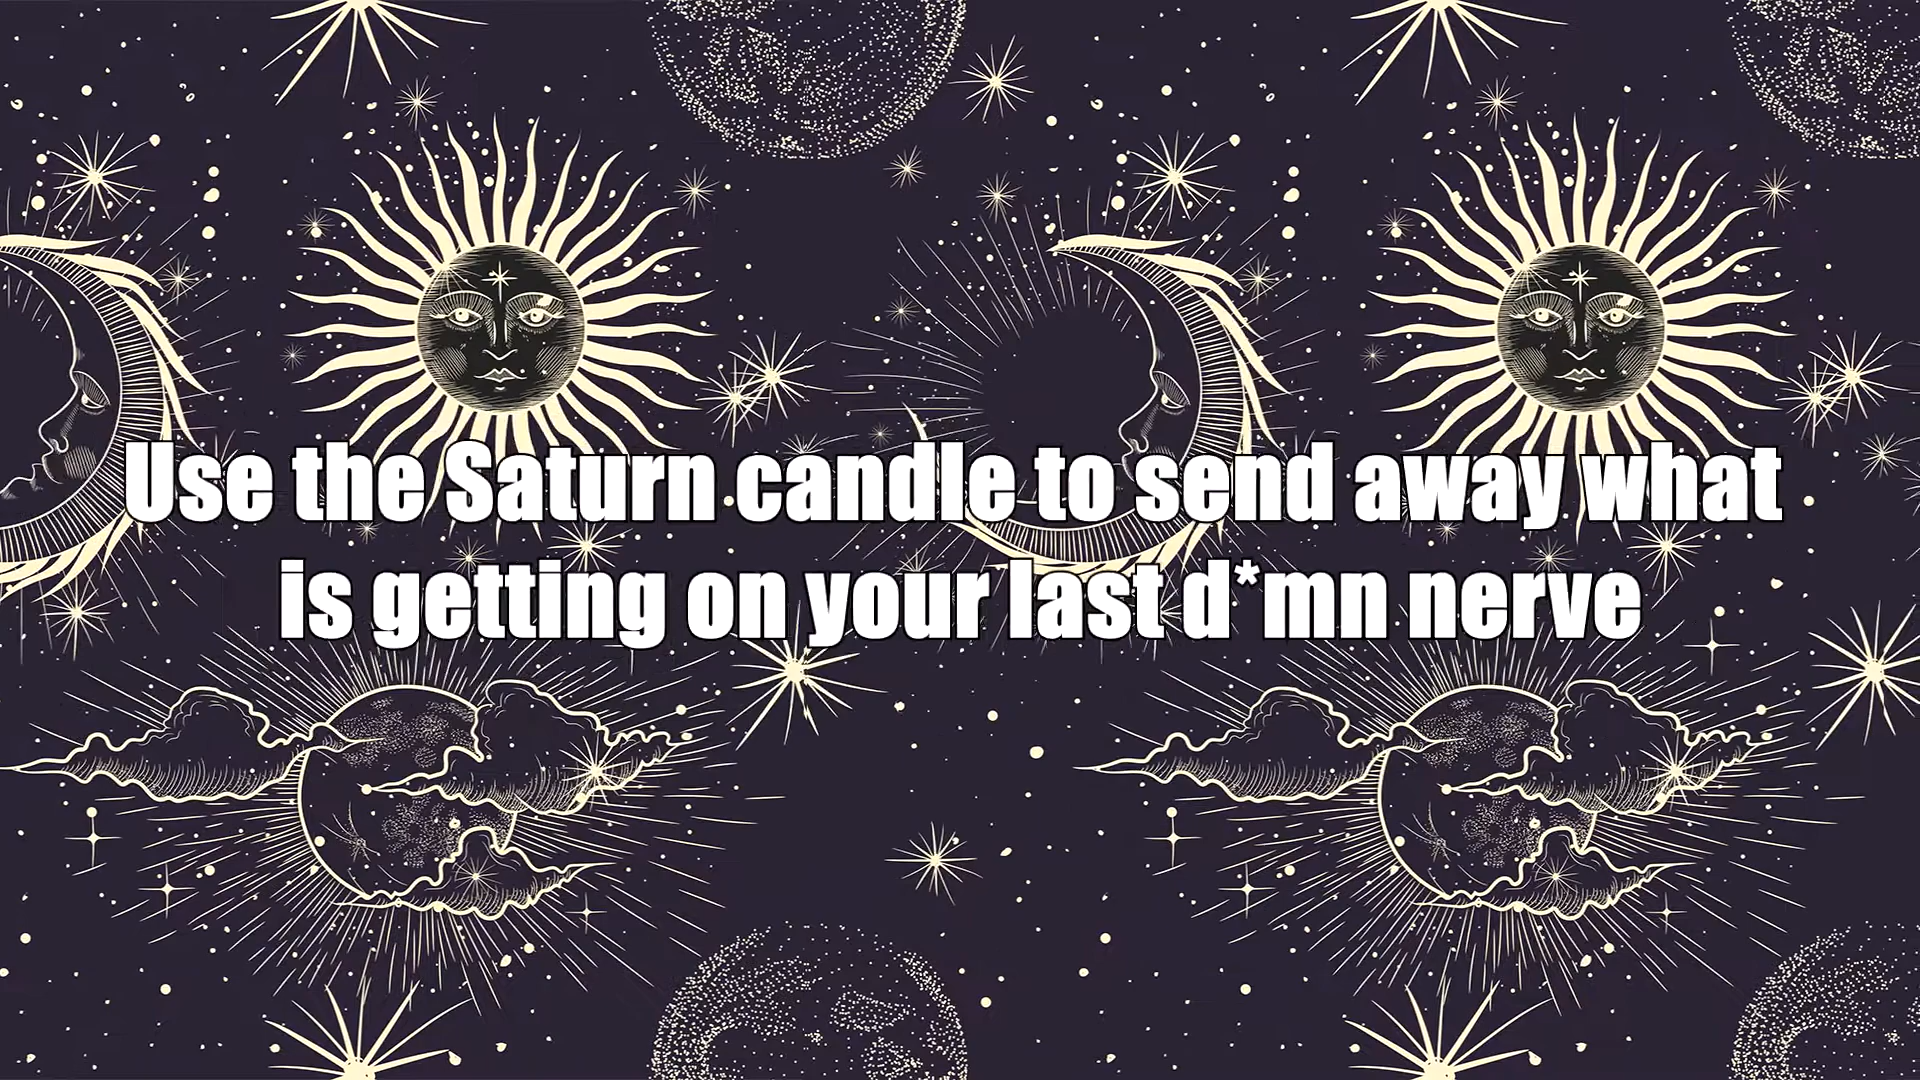 Use the Saturn candle to send away what
is getting on your last d*mn nerve